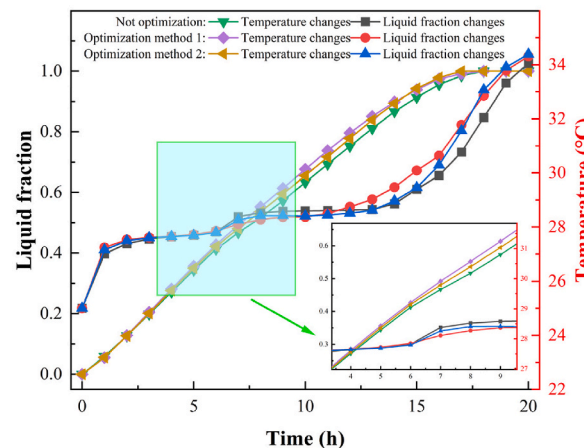 Not optimization: Temperature changes Liquid fraction changes
Optimization method 1: Temperature changes Liquid fraction changes
Optimization method 2: Temperature changes Liquid fraction changes
Liquid fraction
1.0
0.8
0.6
0.4
0.2
0.0
0 5 10 15 20
Time (h)
34
32
30
28
26
24
22
Temperature (℃)
0.6
0.5
0.4
0.3
4 5 6 7 8 9
31
30
29
28
27